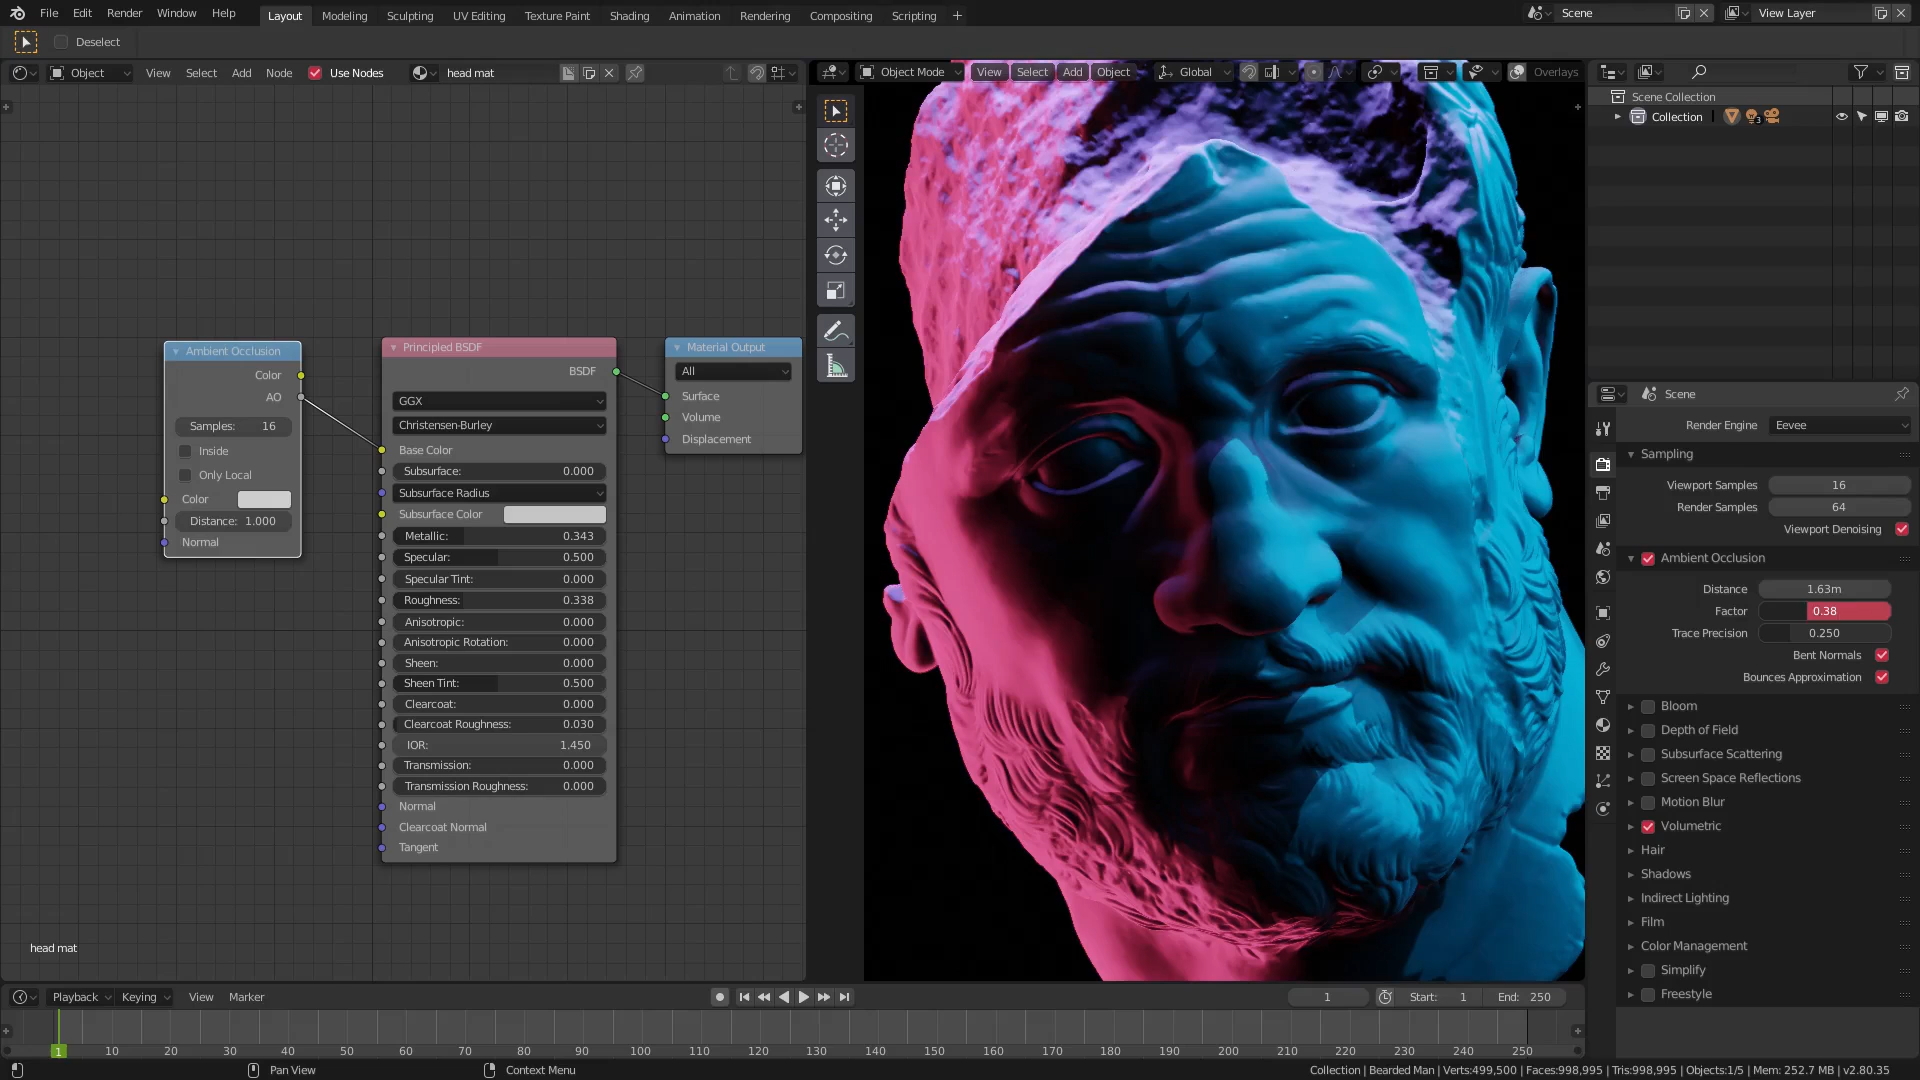 File Edit Render Window Help
Layout Modeling Sculpting UV Editing Texture Paint Shading Animation Rendering Compositing Scripting +
Scene
View Layer
Deselect
Object View Select Add Node Use Nodes head mat
Object Mode View Select Add Object Global Overlays
Ambient Occlusion
Color
AO
Samples: 16
Inside
Only Local
Color
Distance: 1.000
Normal
Principled BSDF
BSDF
GGX
Christensen-Burley
Base Color
Subsurface: 0.000
Subsurface Radius
Subsurface Color
Metallic: 0.343
Specular: 0.500
Specular Tint: 0.000
Roughness: 0.338
Anisotropic: 0.000
Anisotropic Rotation: 0.000
Sheen: 0.000
Sheen Tint: 0.500
Clearcoat: 0.000
Clearcoat Roughness: 0.030
IOR: 1.450
Transmission: 0.000
Transmission Roughness: 0.000
Normal
Clearcoat Normal
Tangent
Material Output
All
Surface
Volume
Displacement
head mat
Scene Collection
Collection 3
Scene
Render Engine Eevee
Sampling
Viewport Samples 16
Render Samples 64
Viewport Denoising
Ambient Occlusion
Distance 1.63m
Factor 0.38
Trace Precision 0.250
Bent Normals
Bounces Approximation
Bloom
Depth of Field
Subsurface Scattering
Screen Space Reflections
Motion Blur
Volumetric
Hair
Shadows
Indirect Lighting
Film
Color Management
Simplify
Freestyle
Playback Keying View Marker
1 Start: 1 End: 250
1 10 20 30 40 50 60 70 80 90 100 110 120 130 140 150 160 170 180 190 200 210 220 230 240 250
Pan View
Context Menu
Collection | Bearded Man | Verts:499,500 | Faces:998,995 | Tris:998,995 | Objects:1/5 | Mem: 252.7 MB | v2.80.35